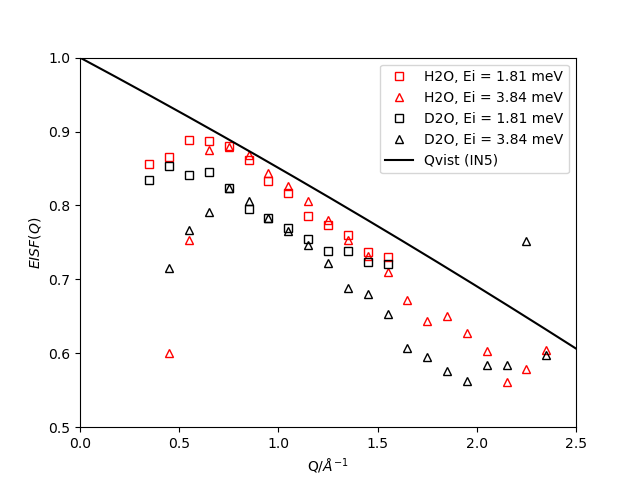 1.0
0.9
0.8
0.7
0.6
0.5
0.0 0.5 1.0 1.5 2.0 2.5
EISF(Q)
Q/Å⁻¹
H2O, Ei = 1.81 meV
H2O, Ei = 3.84 meV
D2O, Ei = 1.81 meV
D2O, Ei = 3.84 meV
Qvist (IN5)